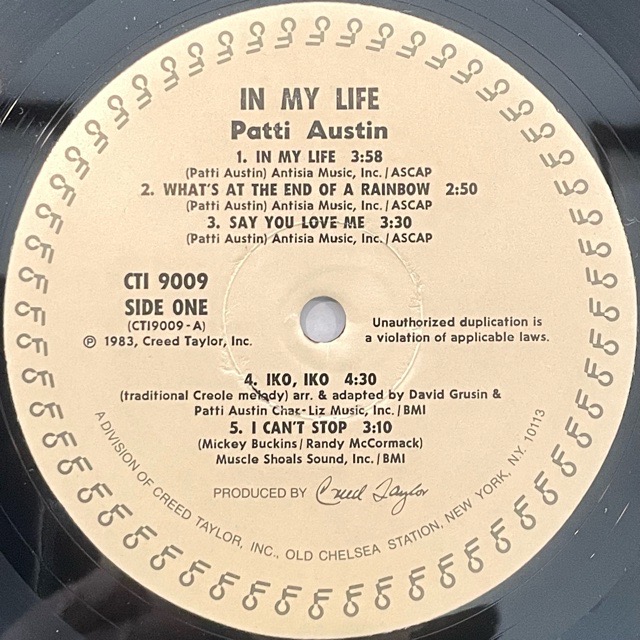 IN MY LIFE
Patti Austin
1. IN MY LIFE 3:58
(Patti Austin) Antisia Music, Inc./ASCAP
2. WHAT'S AT THE END OF A RAINBOW 2:50
(Patti Austin) Antisia Music, Inc./ASCAP
3. SAY YOU LOVE ME 3:30
(Patti Austin) Antisia Music, Inc./ASCAP
CTI 9009
SIDE ONE
(CTI9009-A)
℗ 1983, Creed Taylor, Inc.
Unauthorized duplication is
a violation of applicable laws.
4. IKO, IKO 4:30
(traditional Creole melody) arr. & adapted by David Grusin &
Patti Austin Chac-Liz Music, Inc./BMI
5. I CAN'T STOP 3:10
(Mickey Buckins/Randy McCormack)
Muscle Shoals Sound, Inc./BMI
PRODUCED BY Creed Taylor
A DIVISION OF CREED TAYLOR, INC., OLD CHELSEA STATION, NEW YORK, N.Y. 10113